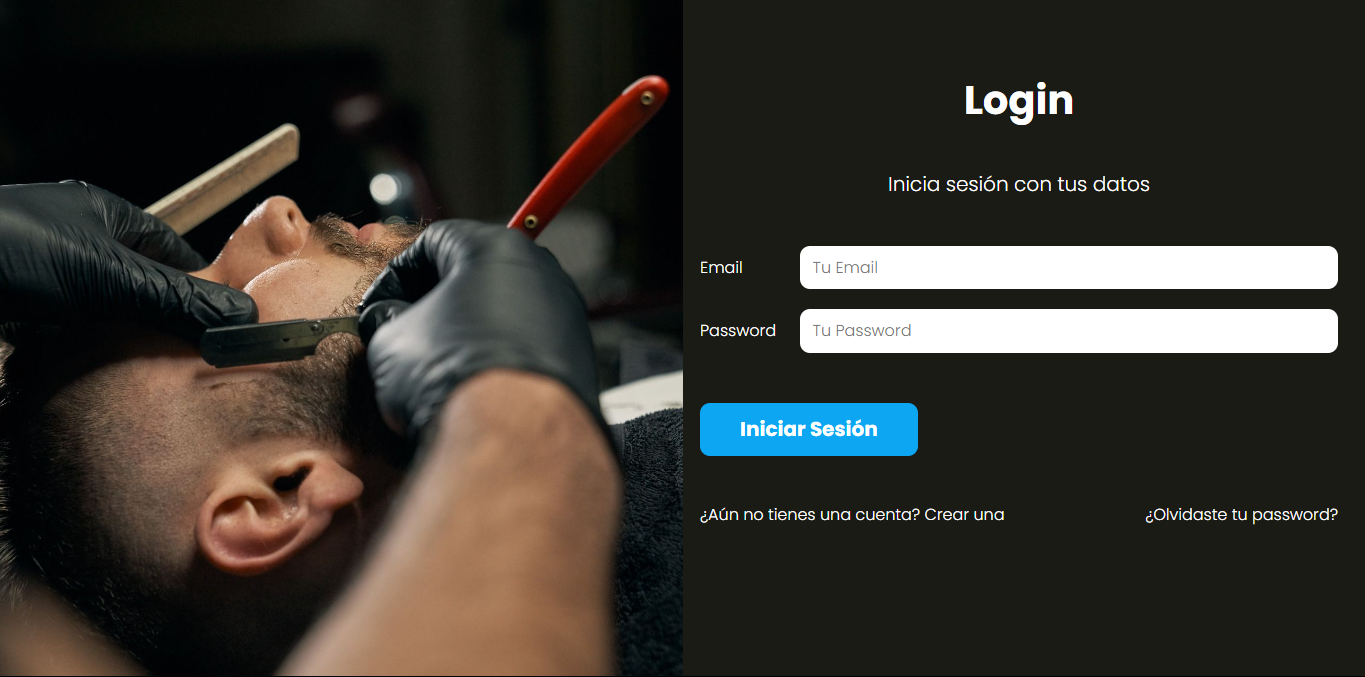 Login
Inicia sesión con tus datos
Email
Tu Email
Password
Tu Password
Iniciar Sesión
¿Aún no tienes una cuenta? Crear una
¿Olvidaste tu password?